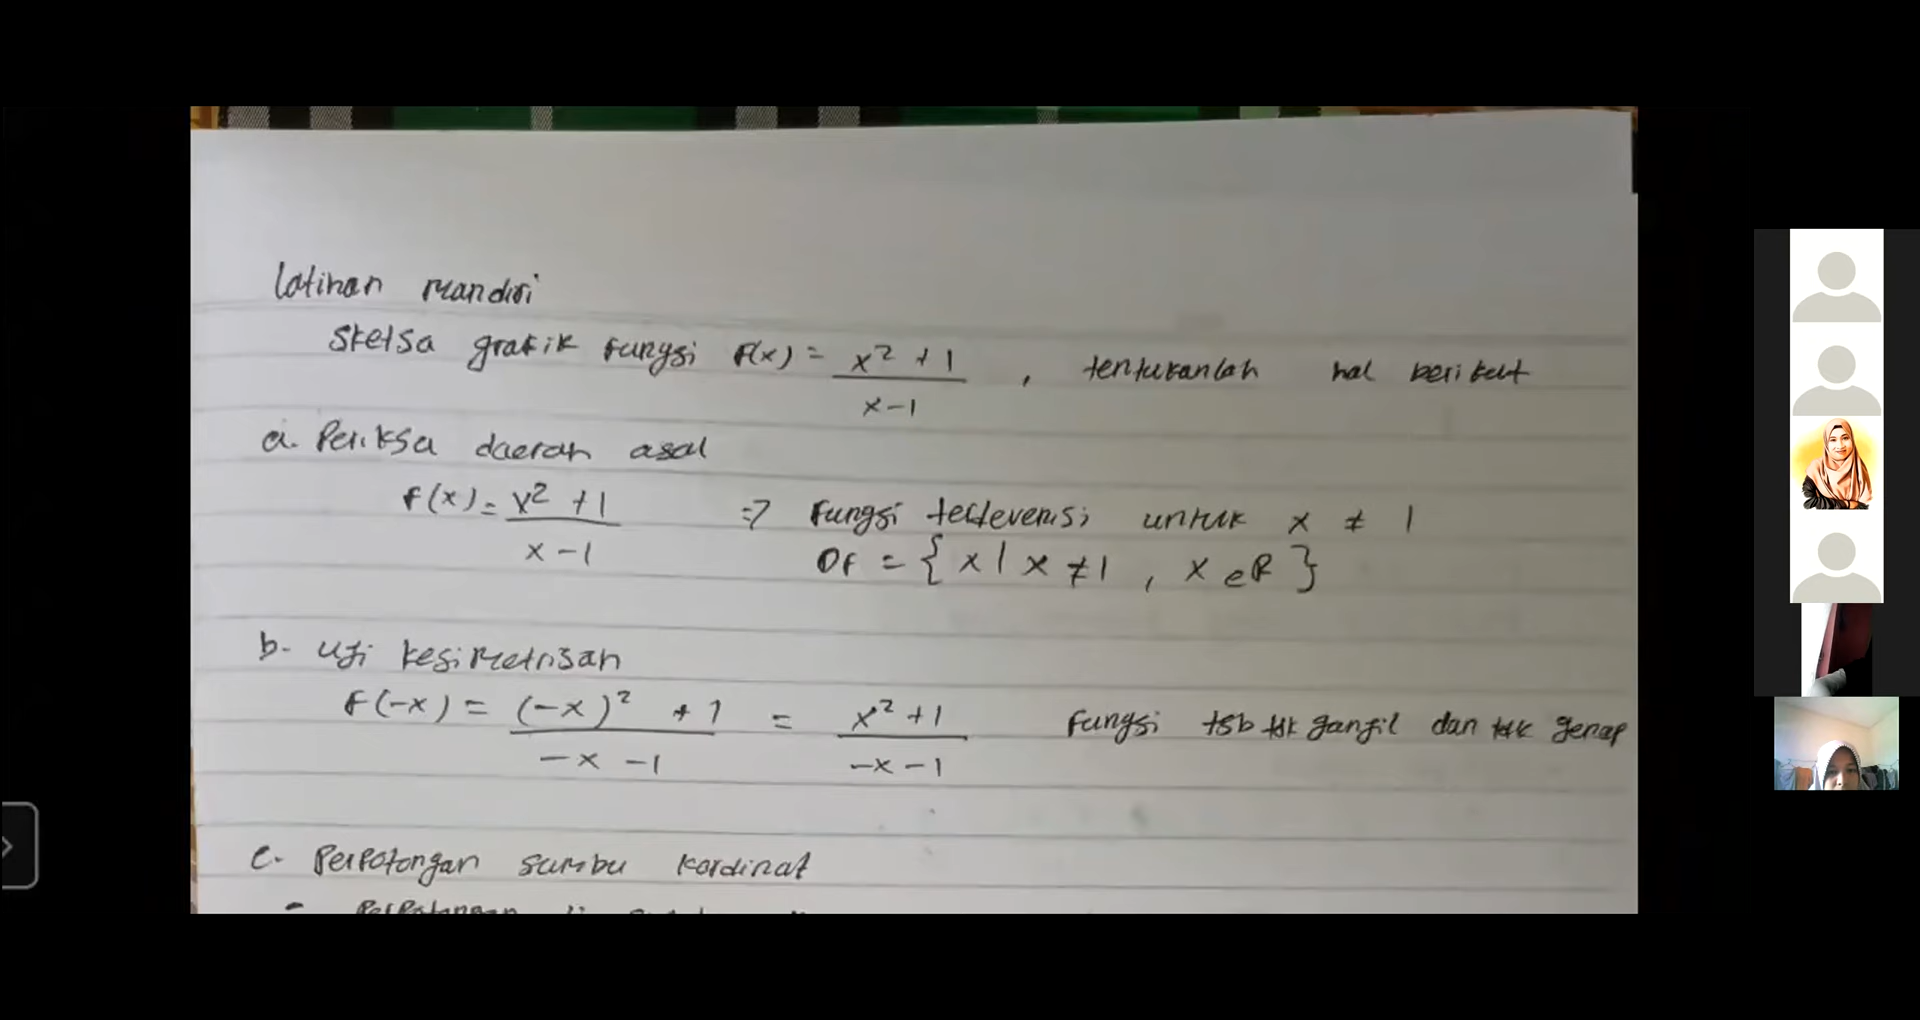 Latihan Mandiri
Sketsa grafik fungsi f(x) = x² + 1 / x - 1 , tentukanlah hal berikut
a. Periksa daerah asal
f(x) = x² + 1 / x - 1 => fungsi terdevenisi untuk x ≠ 1
Df = { x | x ≠ 1 , x ∈ R }
b. Uji kesimetrisan
f(-x) = (-x)² + 1 / -x - 1 = x² + 1 / -x - 1 fungsi tsb tdk ganjil dan tdk genap
c. Perpotongan sumbu kordinat
- Perpotongan